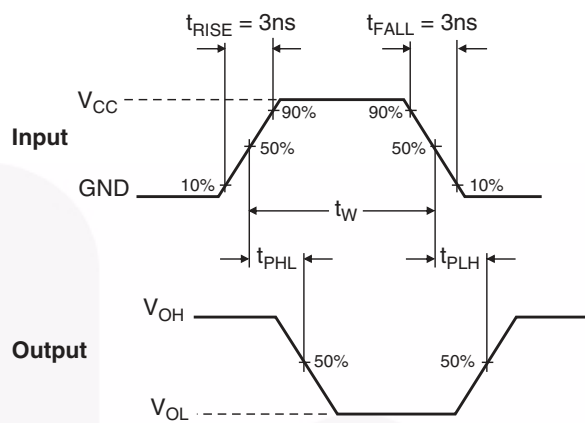 tRISE = 3ns
tFALL = 3ns
VCC
90%
90%
Input
50%
50%
GND
10%
10%
tW
tPHL
tPLH
VOH
Output
50%
50%
VOL